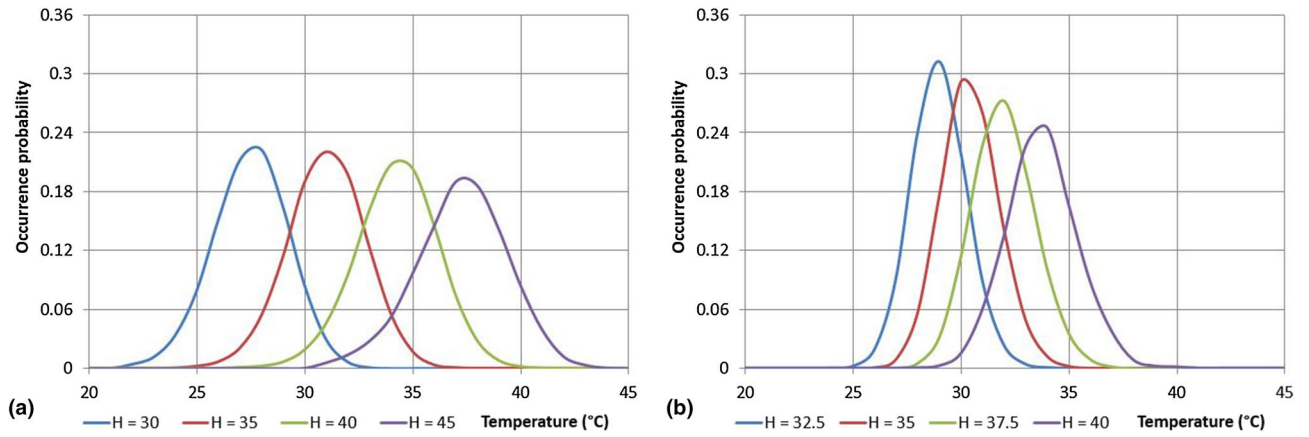 0.36
0.3
0.24
0.18
0.12
0.06
0
Occurrence probability
20 25 30 35 40 45
(a)
H = 30 H = 35 H = 40 H = 45 Temperature (°C)
0.36
0.3
0.24
0.18
0.12
0.06
0
Occurrence probability
20 25 30 35 40 45
(b)
H = 32.5 H = 35 H = 37.5 H = 40 Temperature (°C)